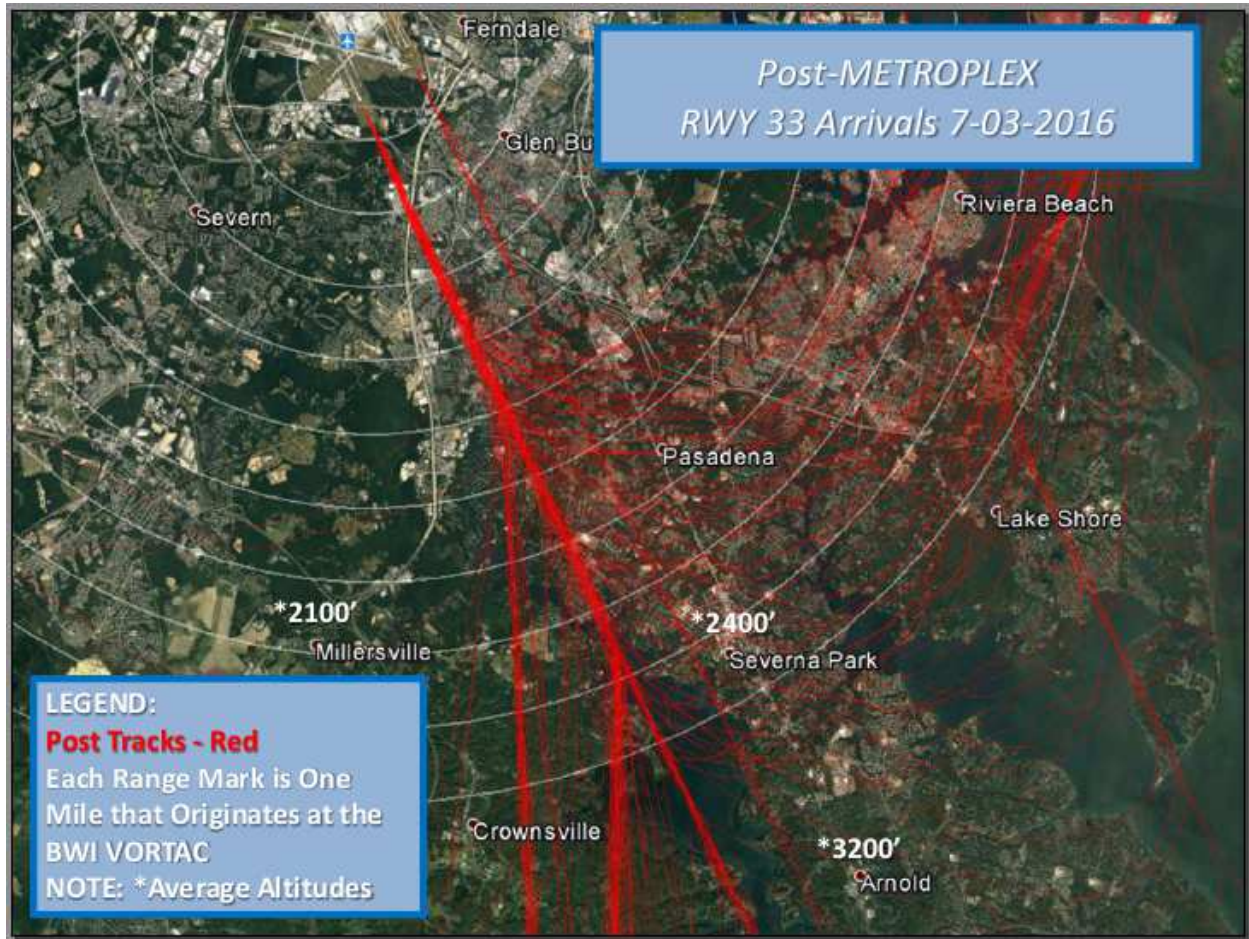 Ferndale
Post-METROPLEX
RWY 33 Arrivals 7-03-2016
Glen Bu
Severn
Riviera Beach
Pasadena
Lake Shore
*2100’
Millersville
*2400’
Severna Park
LEGEND:
Post Tracks - Red
Each Range Mark is One
Mile that Originates at the
BWI VORTAC
NOTE: *Average Altitudes
Crownsville
*3200’
Arnold